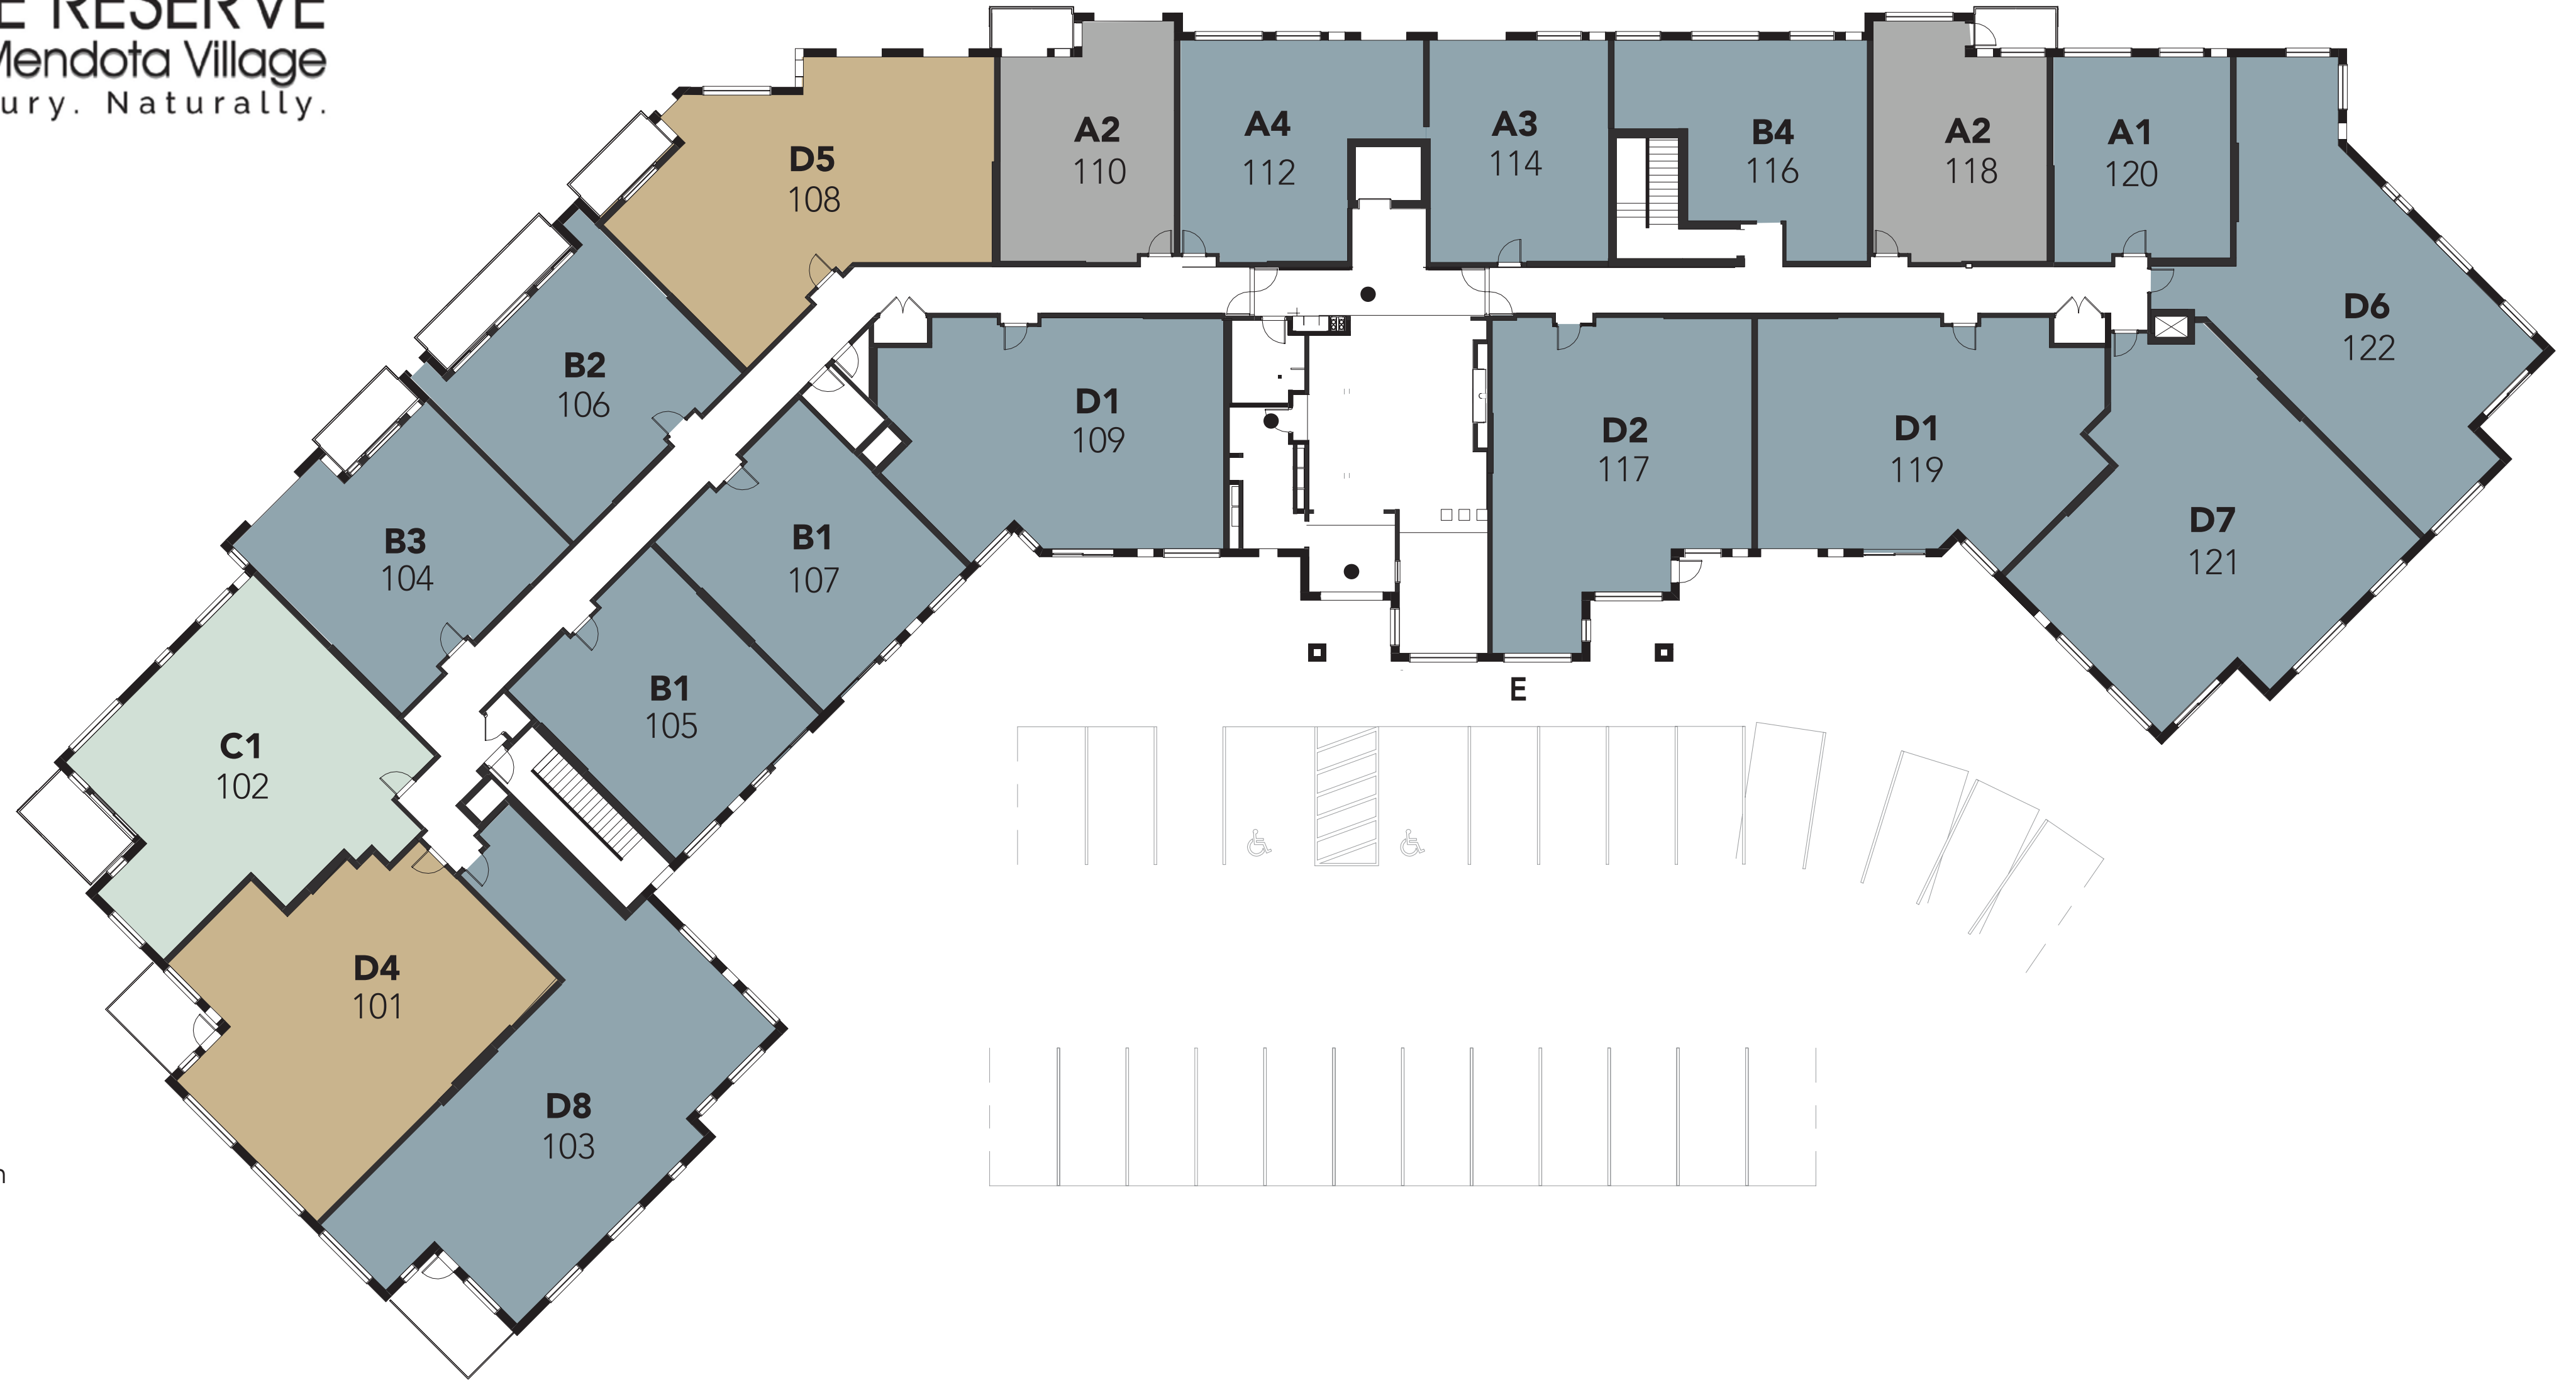 E RESERVE
Mendota Village
ury. Naturally.
D5
108
A2
110
A4
112
A3
114
B4
116
A2
118
A1
120
D6
122
B2
106
D1
109
D2
117
D1
119
D7
121
B3
104
B1
107
B1
105
C1
102
E
D4
101
D8
103
n